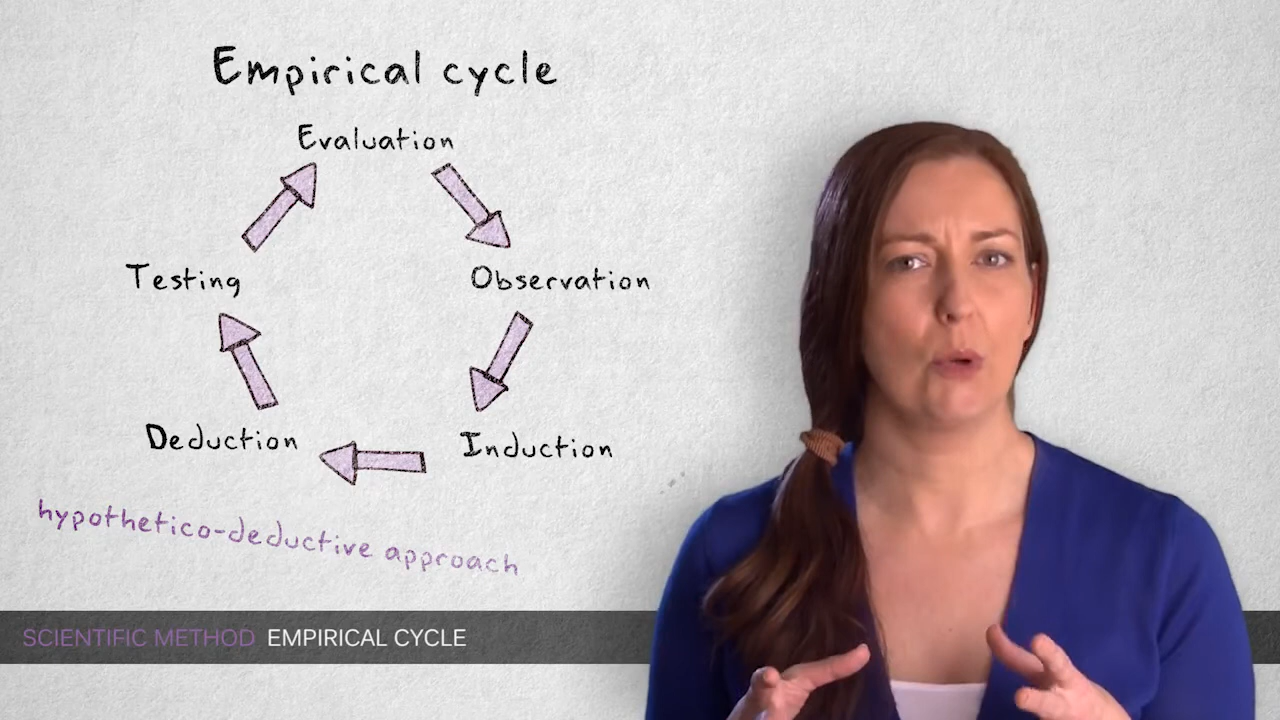 Empirical cycle
Evaluation
Testing
Observation
Deduction
Induction
hypothetico-deductive approach
SCIENTIFIC METHOD EMPIRICAL CYCLE